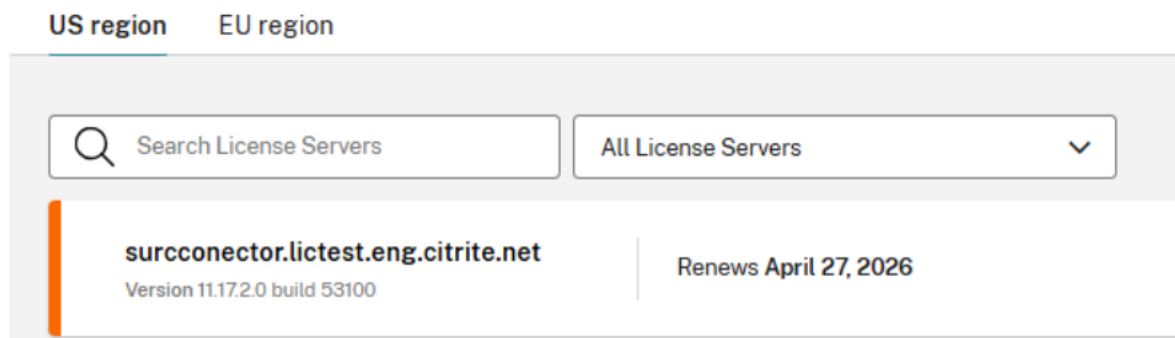 US region EU region
Search License Servers All License Servers
surcconector.lictest.eng.citrite.net
Renews April 27, 2026
Version 11.17.2.0 build 53100